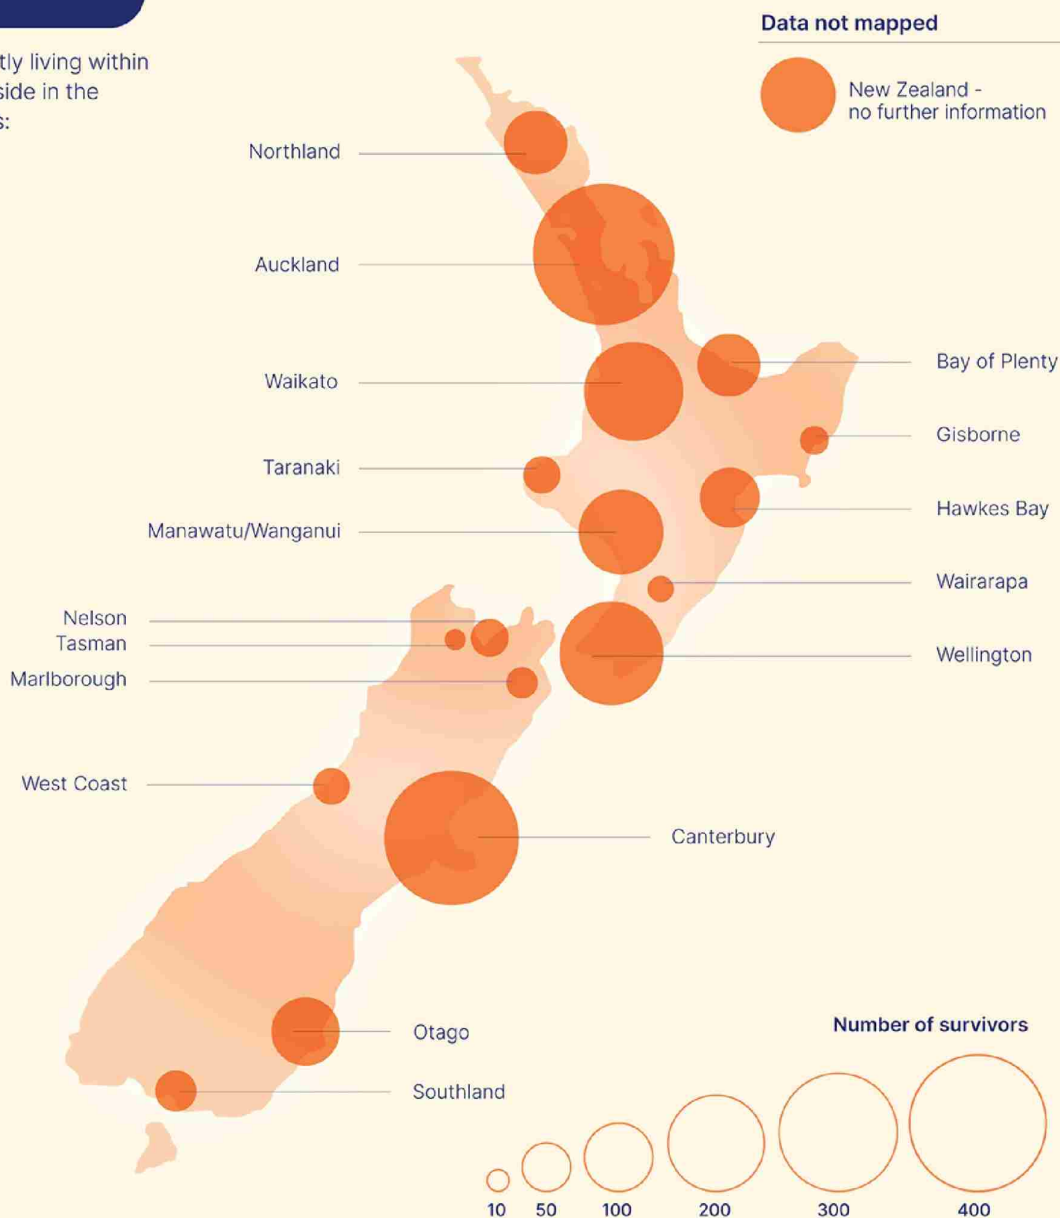 tly living within
side in the
s:
Data not mapped
New Zealand -
no further information
Northland
Auckland
Waikato
Taranaki
Manawatu/Wanganui
Nelson
Tasman
Marlborough
West Coast
Bay of Plenty
Gisborne
Hawkes Bay
Wairarapa
Wellington
Canterbury
Otago
Southland
Number of survivors
10 50 100 200 300 400